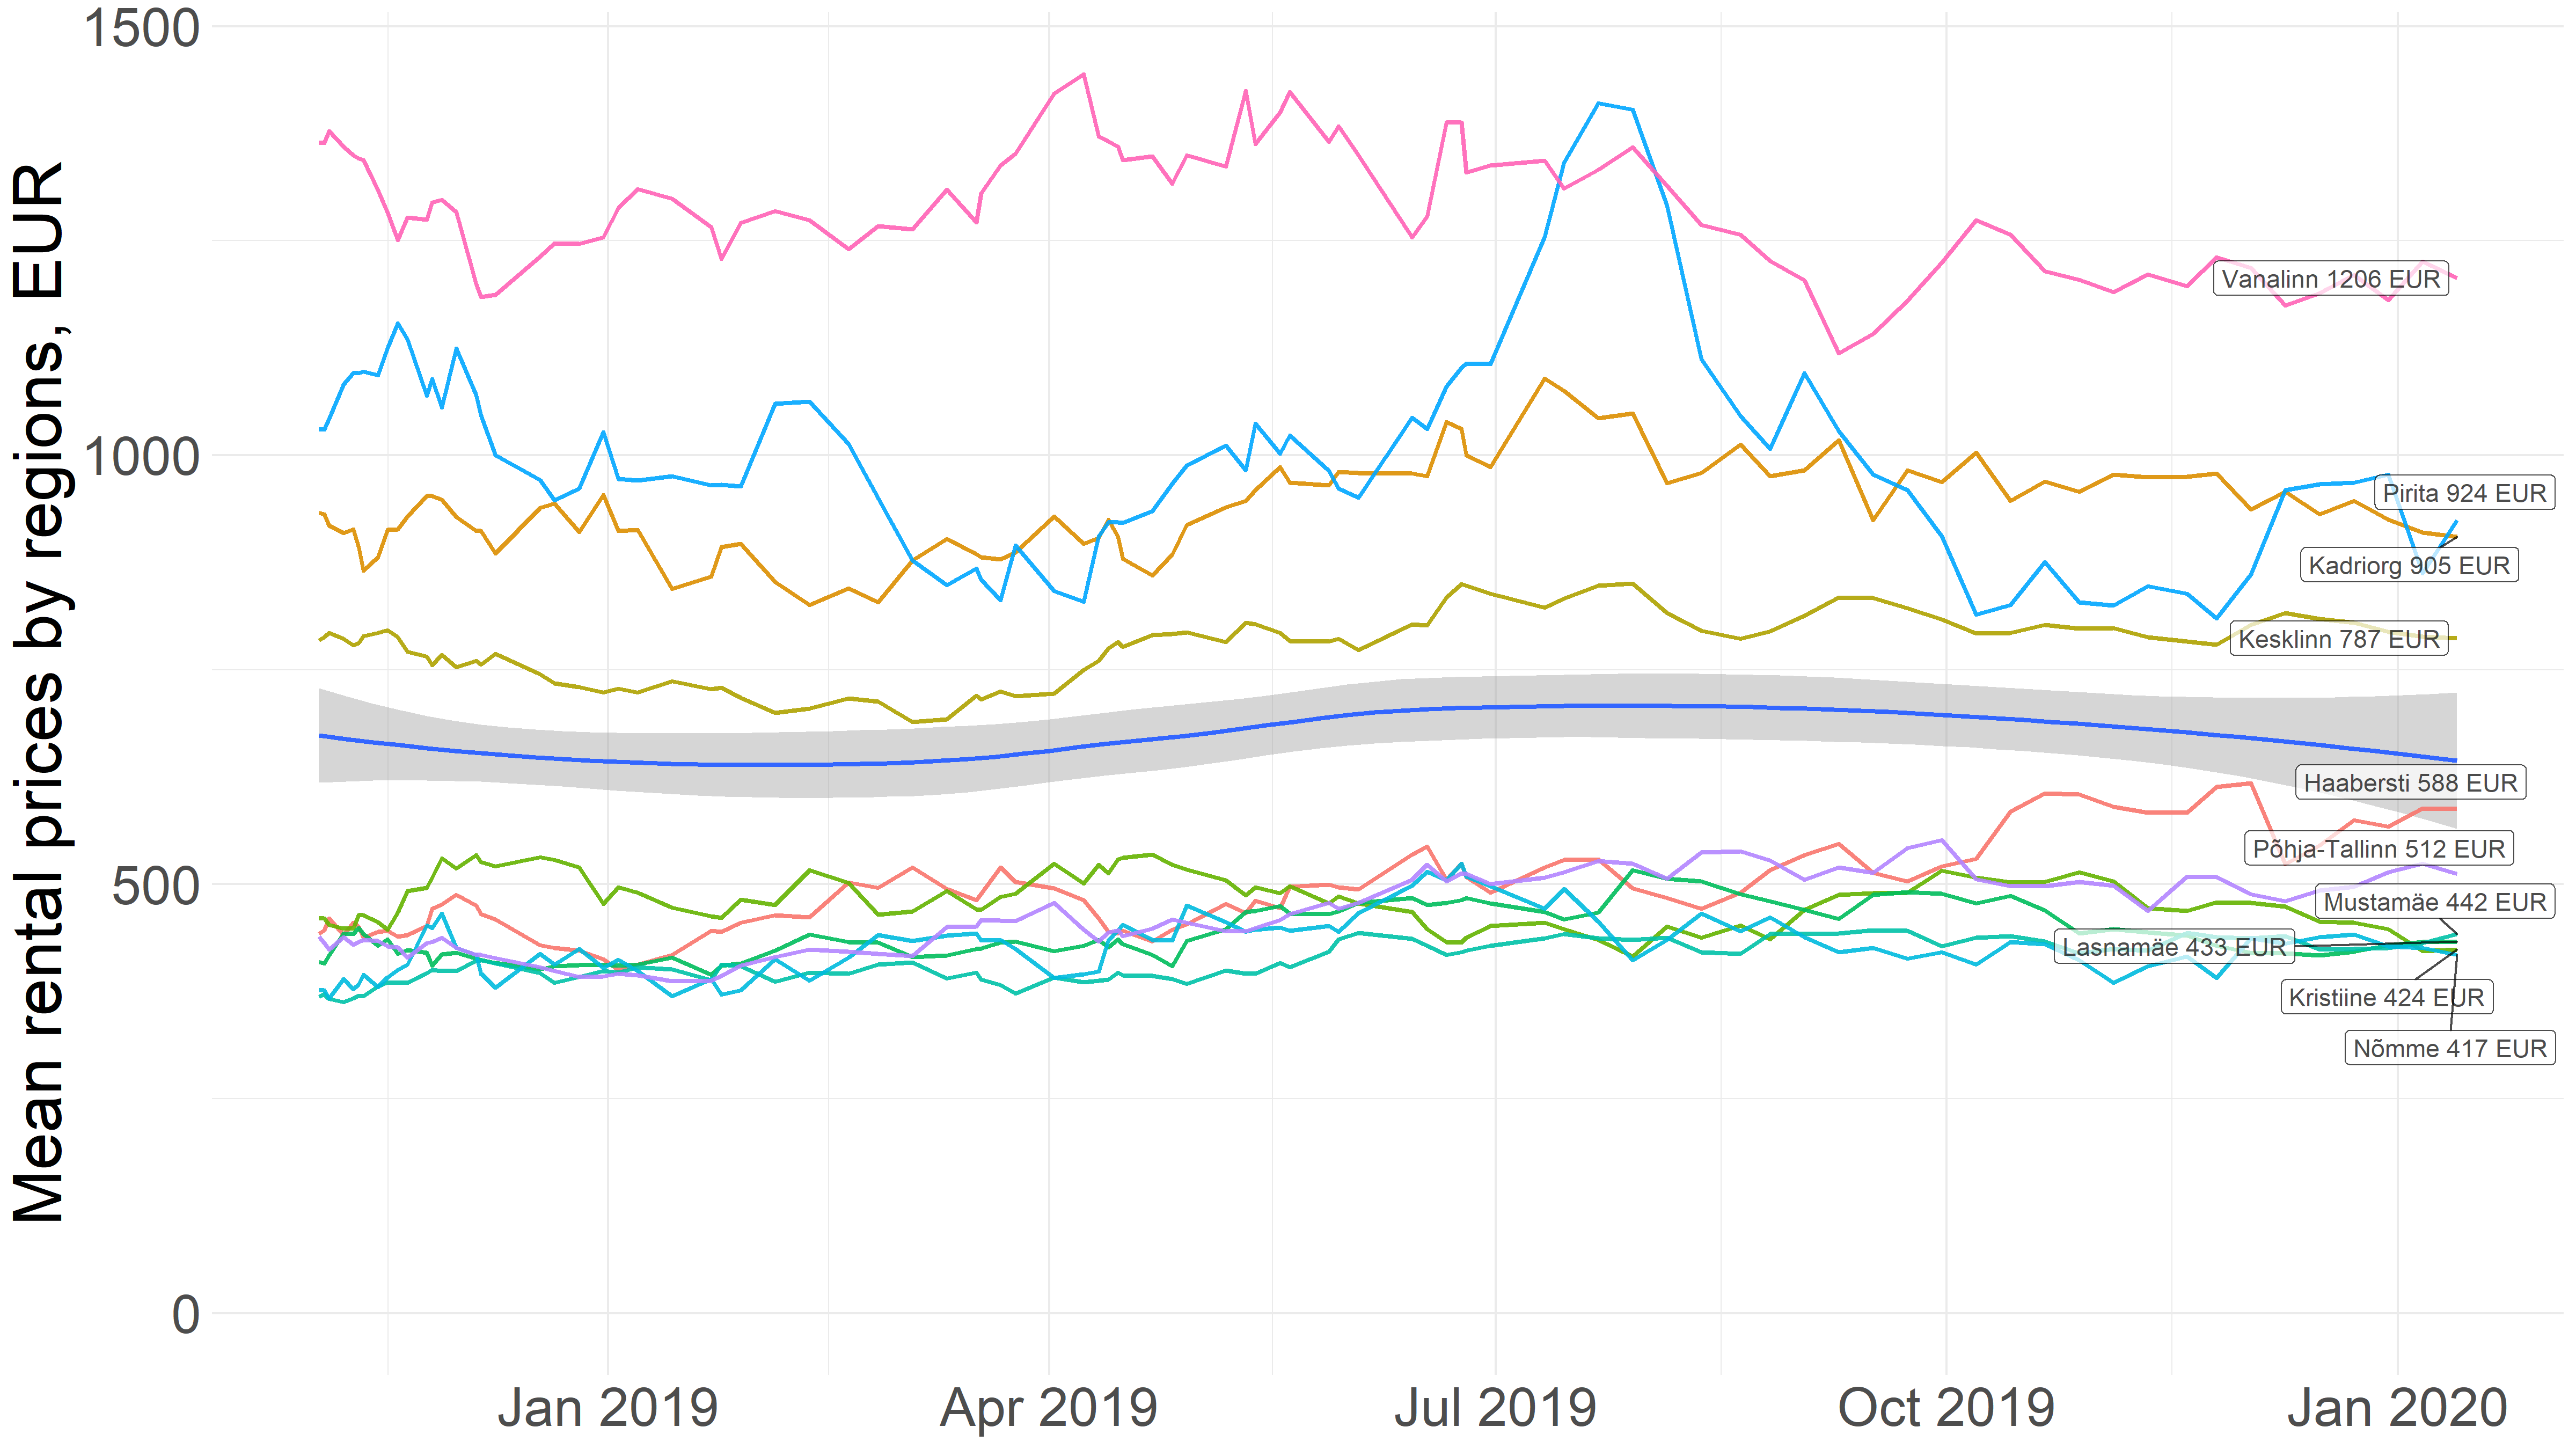 Mean rental prices by regions, EUR
1500
1000
500
0
Vanalinn 1206 EUR
Pirita 924 EUR
Kadriorg 905 EUR
Kesklinn 787 EUR
Haabersti 588 EUR
Põhja-Tallinn 512 EUR
Mustamäe 442 EUR
Lasnamäe 433 EUR
Kristiine 424 EUR
Nõmme 417 EUR
Jan 2019
Apr 2019
Jul 2019
Oct 2019
Jan 2020